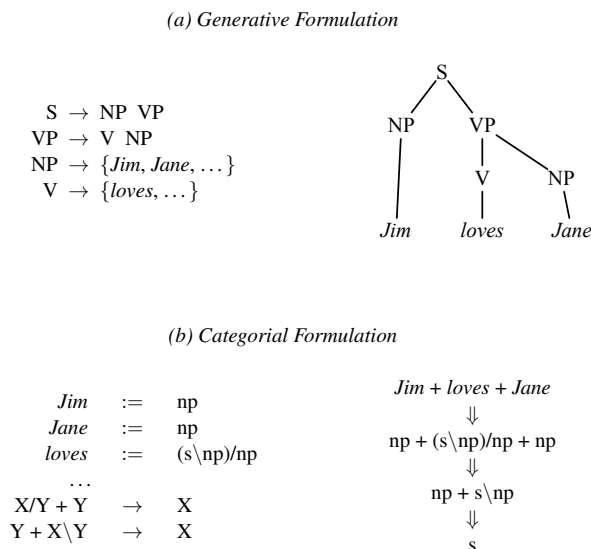 (a) Generative Formulation
S → NP VP
VP → V NP
NP → {Jim, Jane, ...}
V → {loves, ...}
S
NP VP
V NP
Jim loves Jane
(b) Categorial Formulation
Jim := np
Jane := np
loves := (s\np)/np
...
X/Y + Y → X
Y + X\Y → X
Jim + loves + Jane
⇓
np + (s\np)/np + np
⇓
np + s\np
⇓
s